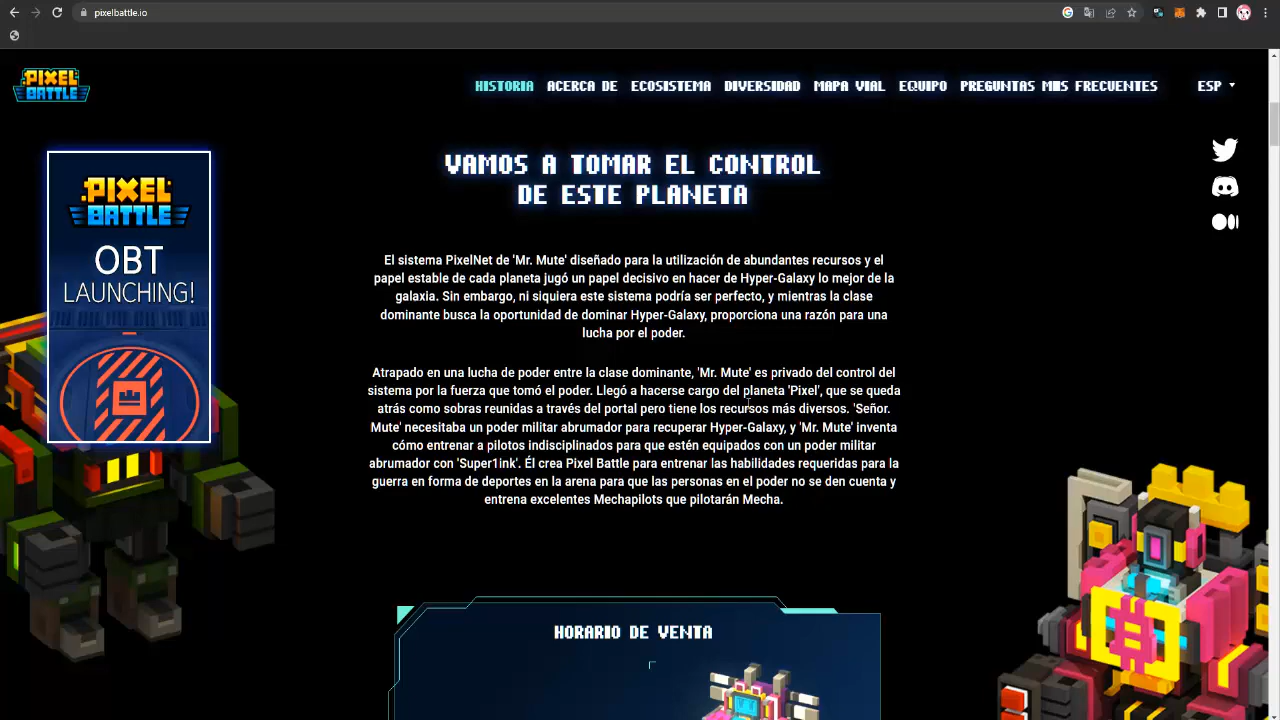 pixelbattle.io
PIXEL
BATTLE
HISTORIA ACERCA DE ECOSISTEMA DIVERSIDAD MAPA VIAL EQUIPO PREGUNTAS MIS FRECUENTES ESP
VAMOS A TOMAR EL CONTROL
DE ESTE PLANETA
PIXEL
BATTLE
OBT
LAUNCHING!
El sistema PixelNet de 'Mr. Mute' diseñado para la utilización de abundantes recursos y el
papel estable de cada planeta jugó un papel decisivo en hacer de Hyper-Galaxy lo mejor de la
galaxia. Sin embargo, ni siquiera este sistema podría ser perfecto, y mientras la clase
dominante busca la oportunidad de dominar Hyper-Galaxy, proporciona una razón para una
lucha por el poder.
Atrapado en una lucha de poder entre la clase dominante, 'Mr. Mute' es privado del control del
sistema por la fuerza que tomó el poder. Llegó a hacerse cargo del planeta 'Pixel', que se queda
atrás como sobras reunidas a través del portal pero tiene los recursos más diversos. 'Señor.
Mute' necesitaba un poder militar abrumador para recuperar Hyper-Galaxy, y 'Mr. Mute' inventa
cómo entrenar a pilotos indisciplinados para que estén equipados con un poder militar
abrumador con 'Super1ink'. Él crea Pixel Battle para entrenar las habilidades requeridas para la
guerra en forma de deportes en la arena para que las personas en el poder no se den cuenta y
entrena excelentes Mechapilots que pilotarán Mecha.
HORARIO DE VENTA